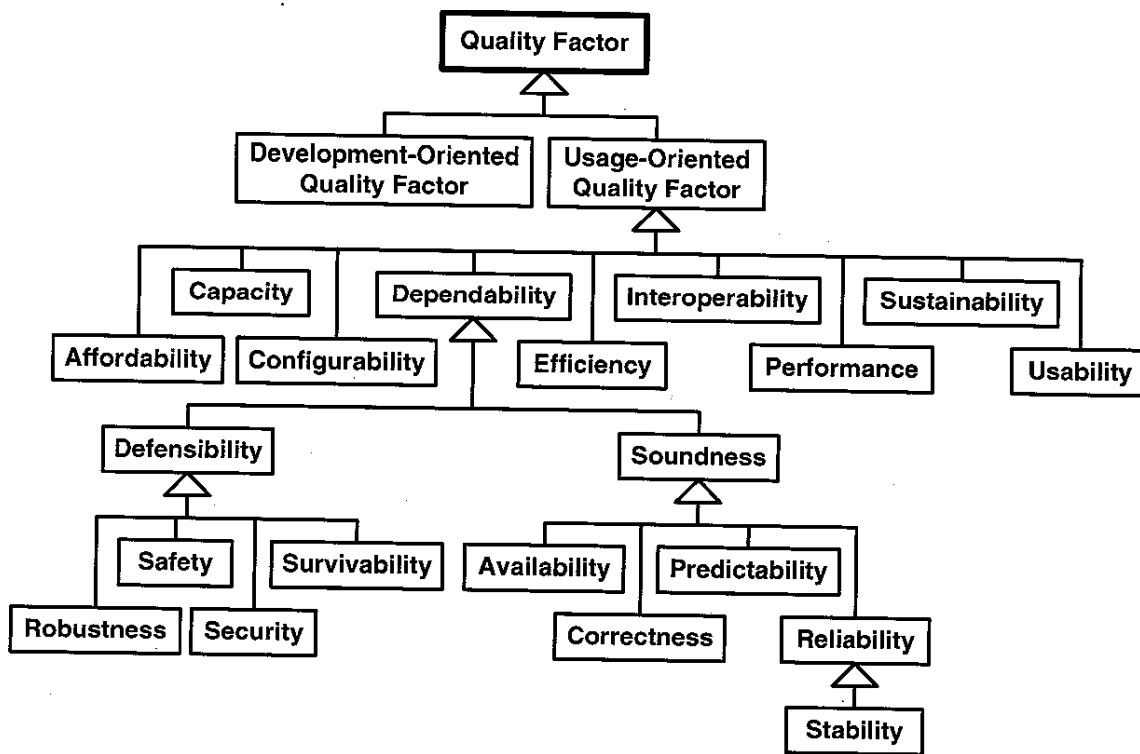 Quality Factor
Development-Oriented
Quality Factor
Usage-Oriented
Quality Factor
Capacity
Dependability
Interoperability
Sustainability
Affordability
Configurability
Efficiency
Performance
Usability
Defensibility
Soundness
Safety
Survivability
Availability
Predictability
Robustness
Security
Correctness
Reliability
Stability